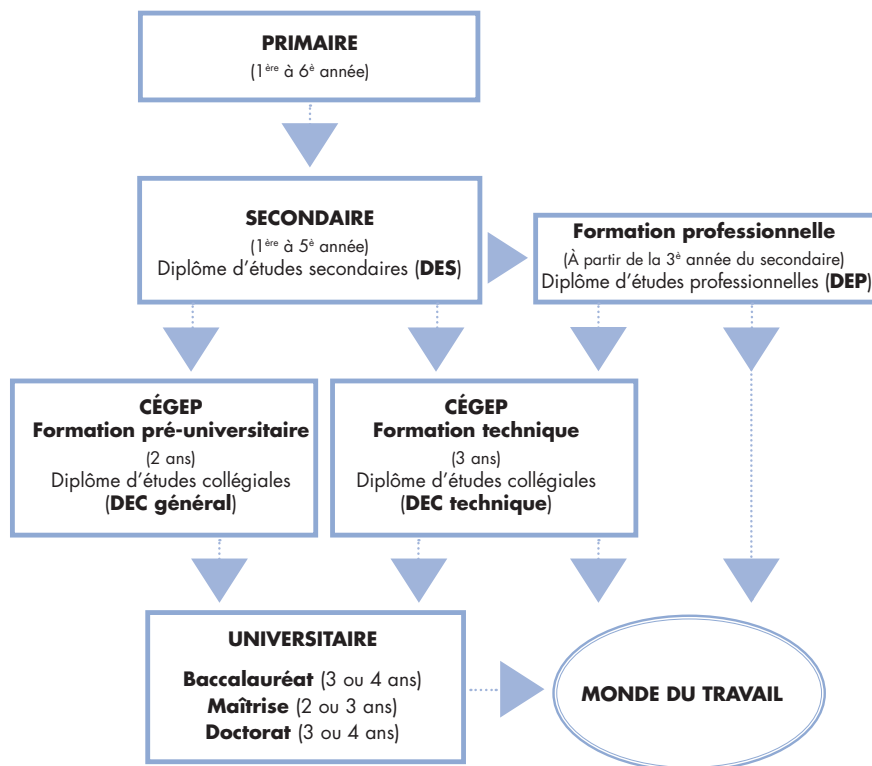 PRIMAIRE
(1ère à 6è année)
SECONDAIRE
(1ère à 5è année)
Diplôme d'études secondaires (DES)
Formation professionnelle
(À partir de la 3è année du secondaire)
Diplôme d'études professionnelles (DEP)
CÉGEP
Formation pré-universitaire
(2 ans)
Diplôme d'études collégiales
(DEC général)
CÉGEP
Formation technique
(3 ans)
Diplôme d'études collégiales
(DEC technique)
UNIVERSITAIRE
Baccalauréat (3 ou 4 ans)
Maîtrise (2 ou 3 ans)
Doctorat (3 ou 4 ans)
MONDE DU TRAVAIL